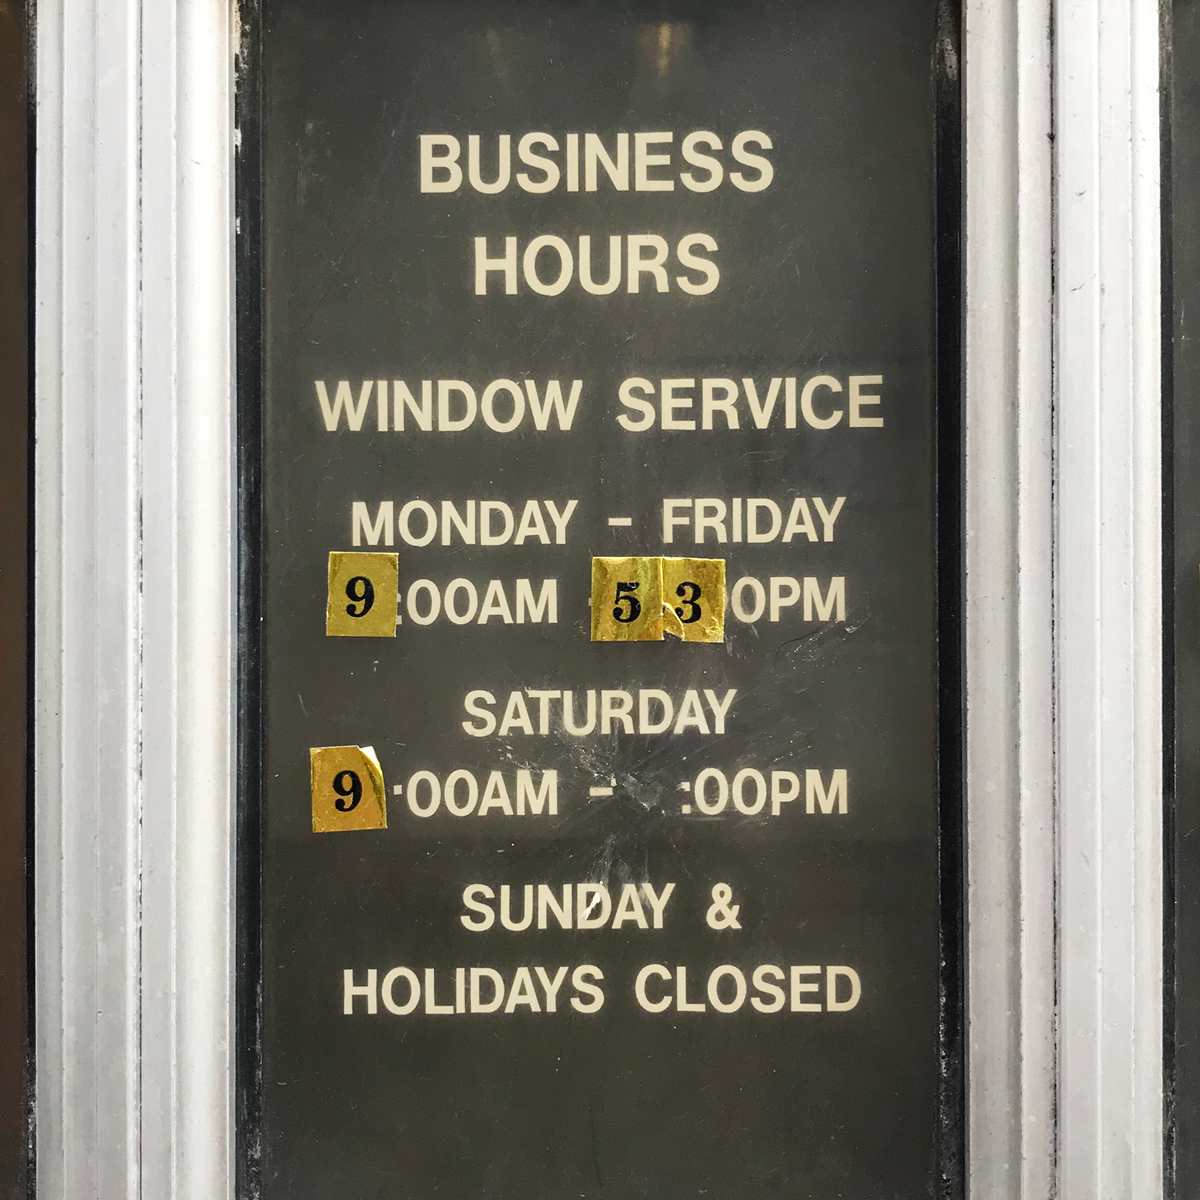 BUSINESS
HOURS
WINDOW SERVICE
MONDAY - FRIDAY
9:00AM - 530PM
SATURDAY
9:00AM - :00PM
SUNDAY &
HOLIDAYS CLOSED